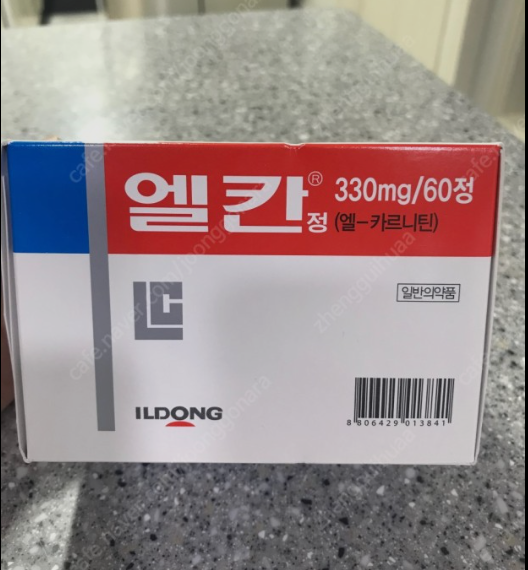 엘칸® 330mg/60정
정 (엘-카르니틴)
일반의약품
LC
ILDONG
8 806429 013841